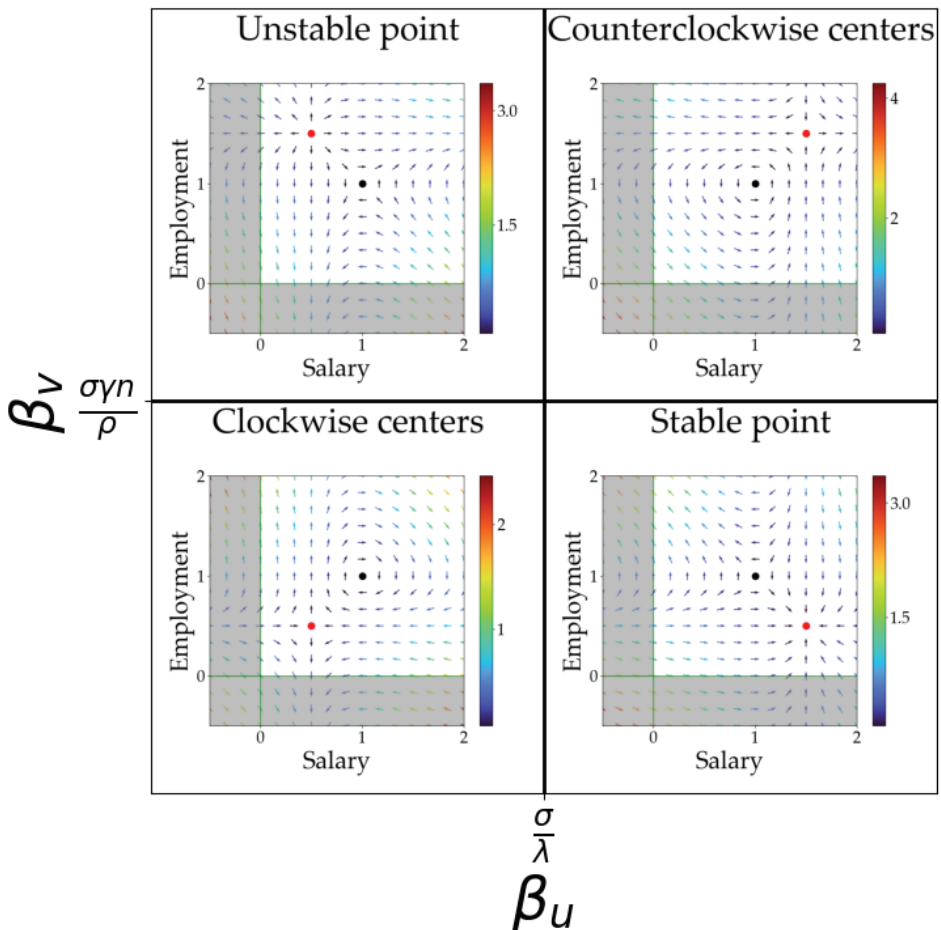 Unstable point
2
1
0
Employment
0
1
2
Salary
3.0
1.5
Counterclockwise centers
2
1
0
Employment
0
1
2
Salary
4
2
βv
σγn
ρ
Clockwise centers
2
1
0
Employment
0
1
2
Salary
2
1
Stable point
2
1
0
Employment
0
1
2
Salary
3.0
1.5
σ
λ
βu